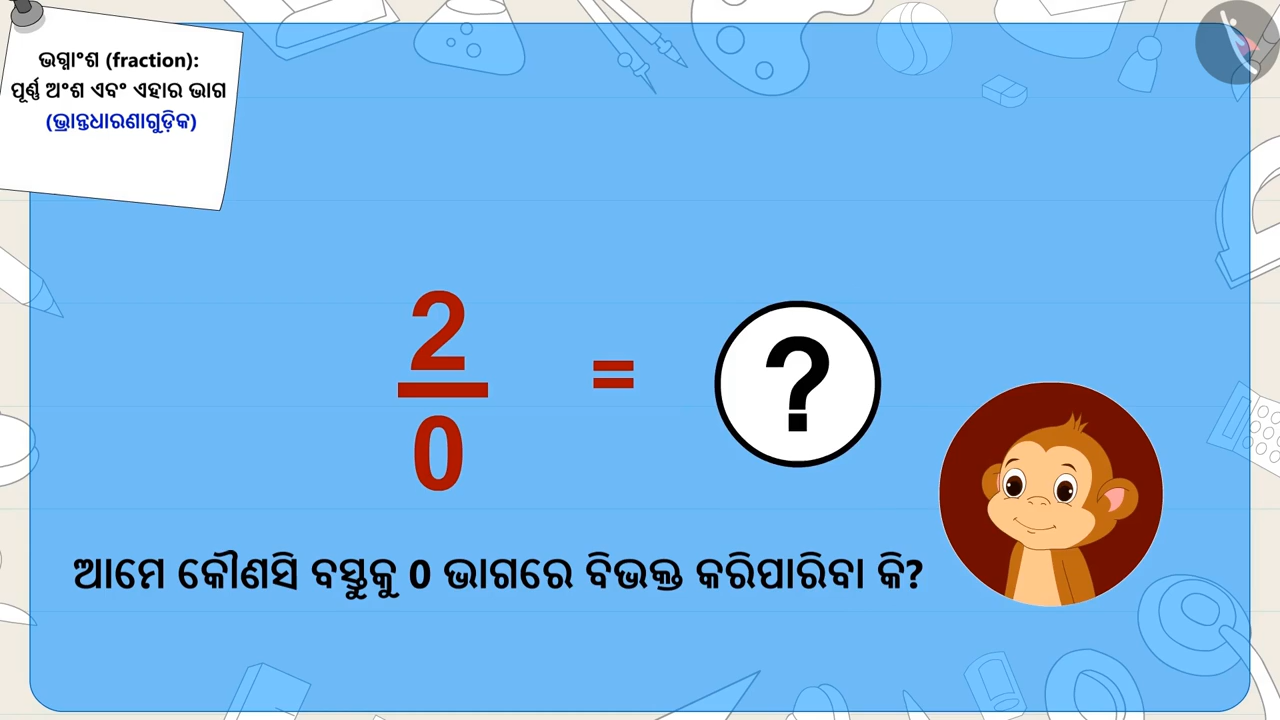 ଭଗ୍ନାଂଶ (fraction):
ପୂର୍ଣ୍ଣ ଅଂଶ ଏବଂ ଏହାର ଭାଗ
(ଭ୍ରାନ୍ତଧାରଣାଗୁଡ଼ିକ)
2
0
=
?
ଆମେ କୌଣସି ବସ୍ତୁକୁ 0 ଭାଗରେ ବିଭକ୍ତ କରିପାରିବା କି?